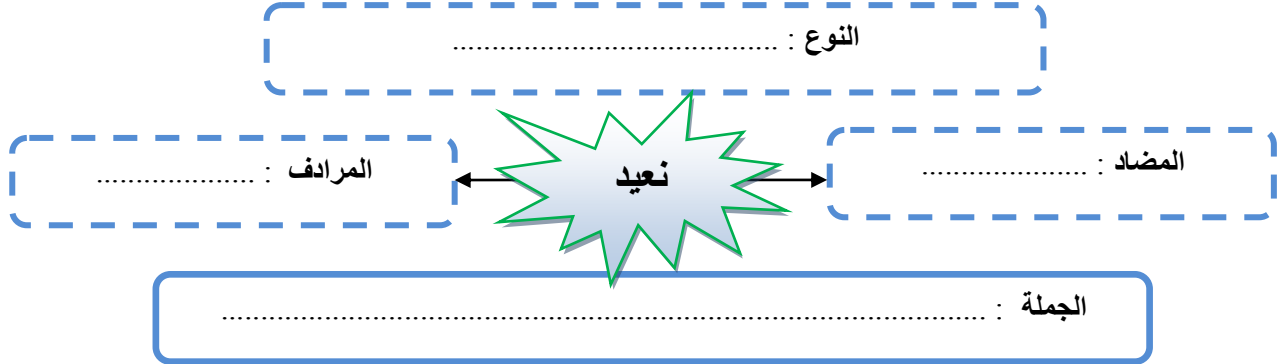 النوع : .......................................
المضاد : ....................
المرادف : ...................
نعيد
الجملة : ............................................................................................